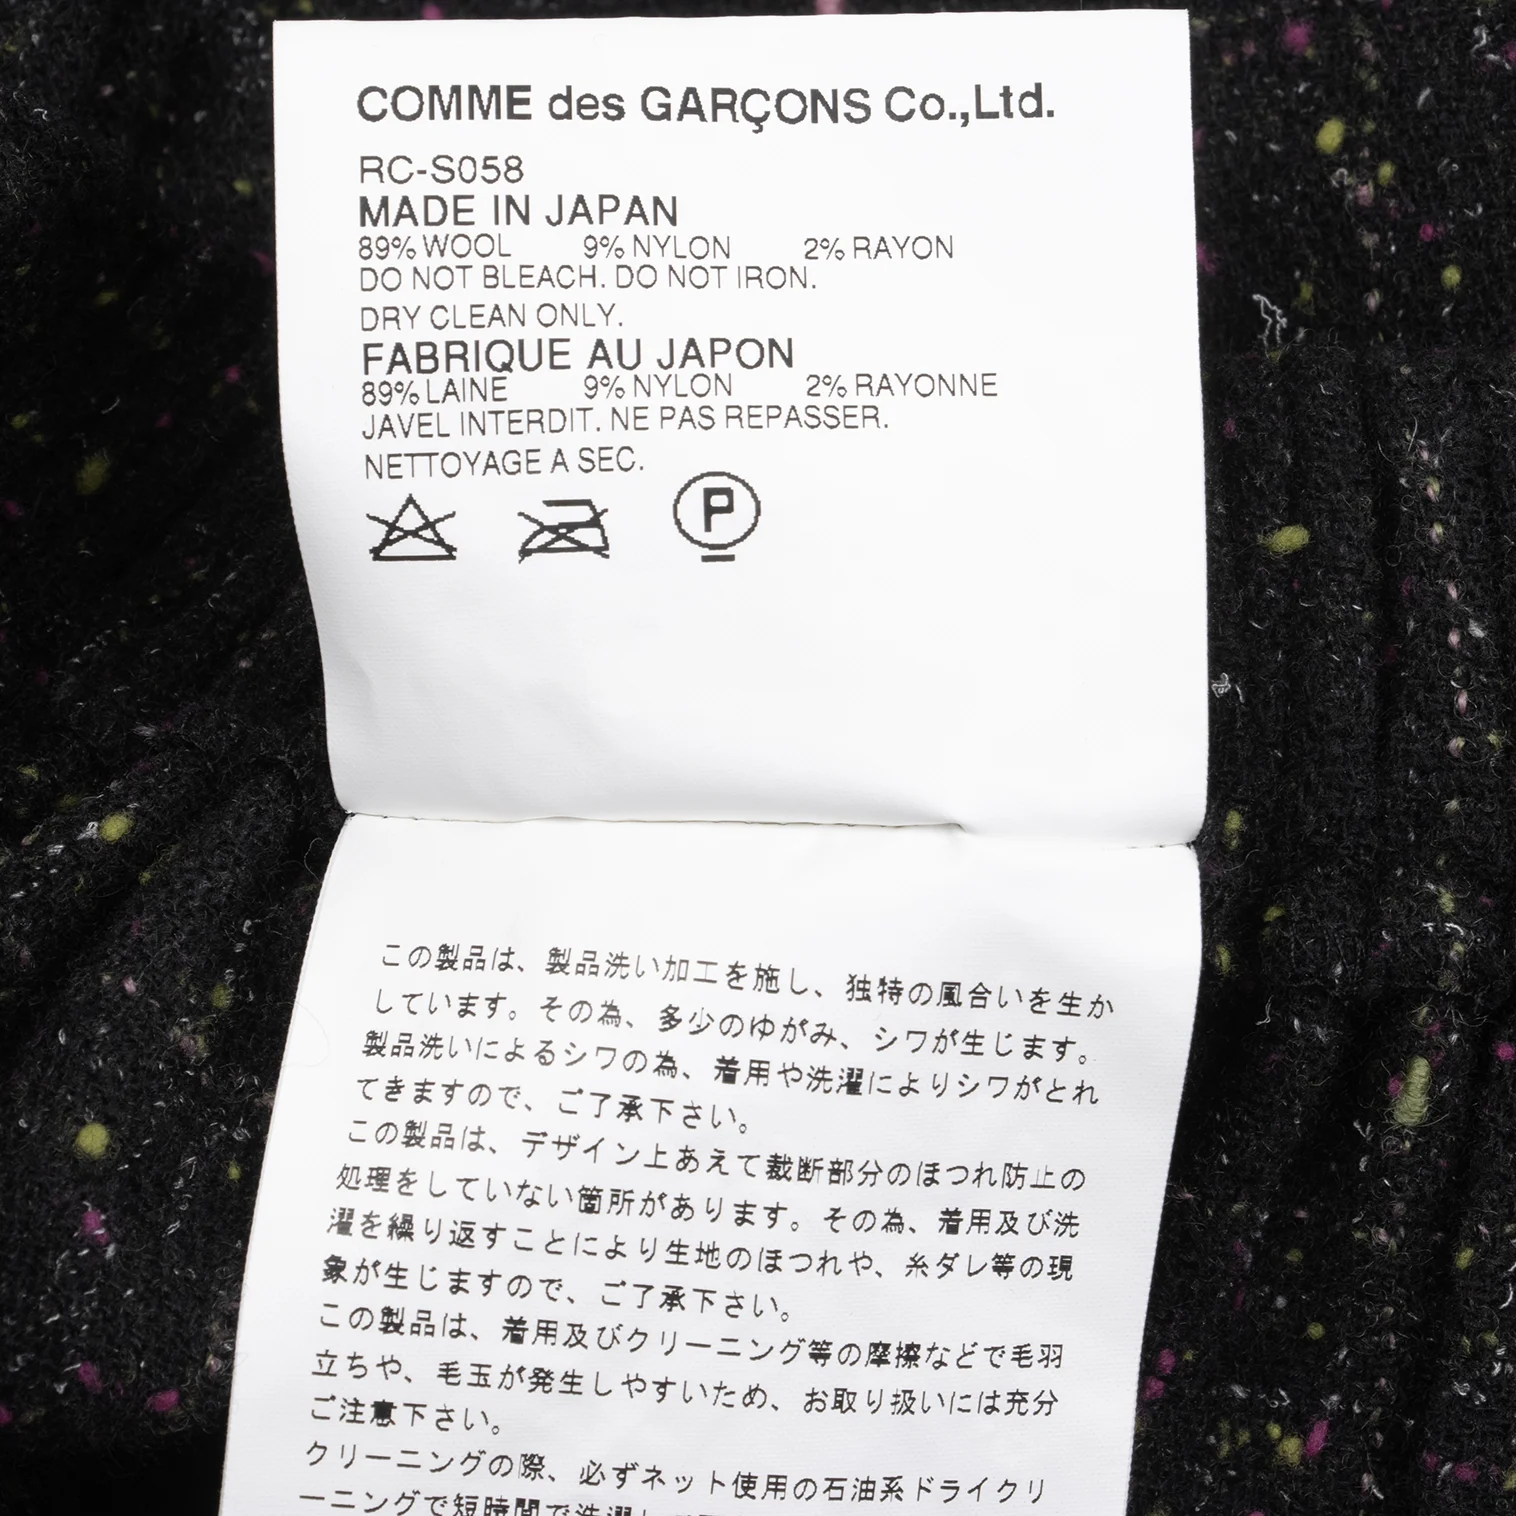 COMME des GARÇONS Co.,Ltd.
RC-S058
MADE IN JAPAN
89% WOOL 9% NYLON 2% RAYON
DO NOT BLEACH. DO NOT IRON.
DRY CLEAN ONLY.
FABRIQUE AU JAPON
89% LAINE 9% NYLON 2% RAYONNE
JAVEL INTERDIT. NE PAS REPASSER.
NETTOYAGE A SEC.
P
この製品は、製品洗い加工を施し、独特の風合いを生か
しています。その為、多少のゆがみ、シワが生じます。
製品洗いによるシワの為、着用や洗濯によりシワがとれ
てきますので、ご了承下さい。
この製品は、デザイン上あえて裁断部分のほつれ防止の
処理をしていない箇所があります。その為、着用及び洗
濯を繰り返すことにより生地のほつれや、糸ダレ等の現
象が生じますので、ご了承下さい。
この製品は、着用及びクリーニング等の摩擦などで毛羽
立ちや、毛玉が発生しやすいため、お取り扱いには充分
ご注意下さい。
クリーニングの際、必ずネット使用の石油系ドライクリ
ーニングで短時間で洗濯し